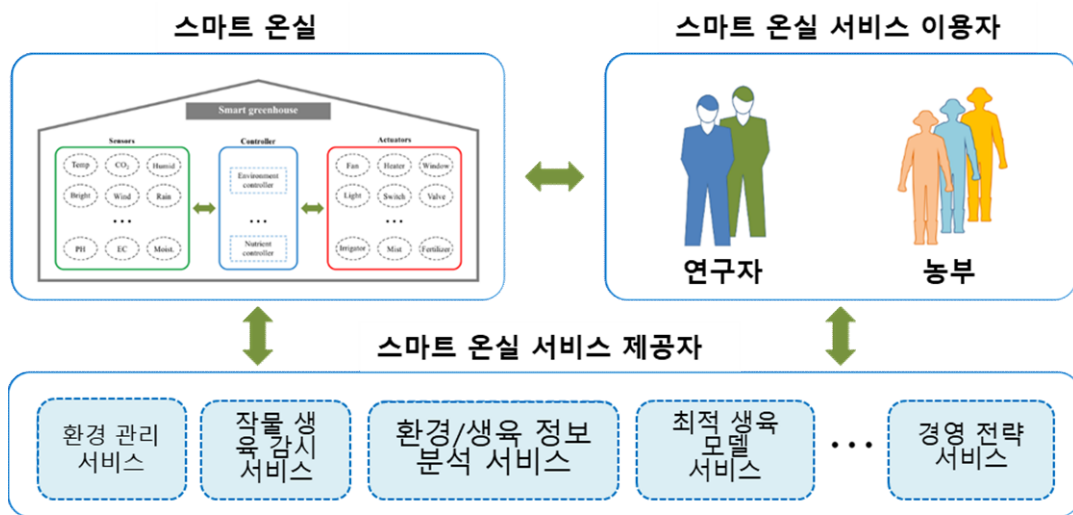 스마트 온실
스마트 온실 서비스 이용자
Smart greenhouse
Sensors
Controller
Actuators
Temp CO₂ Humid
Bright Wind Rain
•••
PH EC Moist.
Environment
controller
•••
Nutrient
controller
Fan Heater Window
Light Switch Valve
•••
Irrigator Mist Fertilizer
연구자
농부
스마트 온실 서비스 제공자
환경 관리
서비스
작물 생
육 감시
서비스
환경/생육 정보
분석 서비스
최적 생육
모델
서비스
•••
경영 전략
서비스